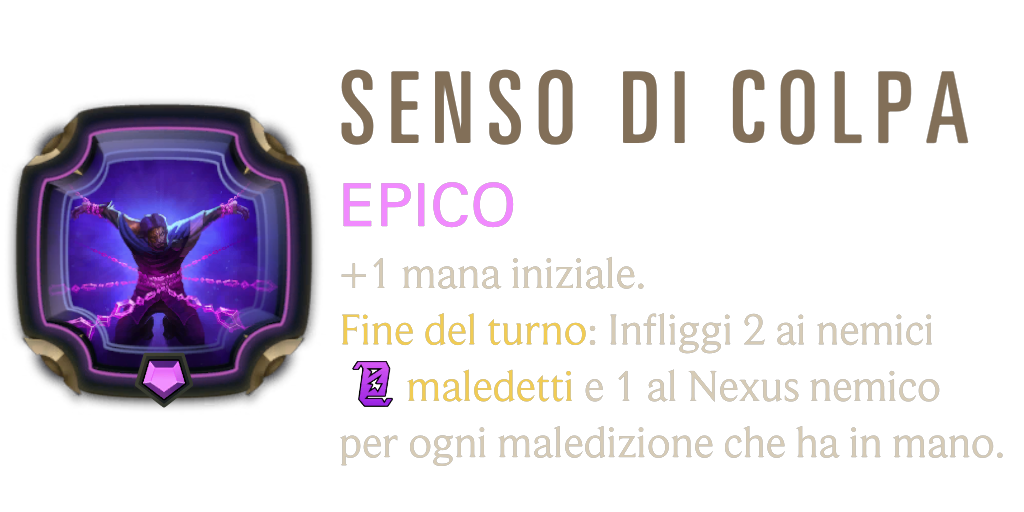 SENSO DI COLPA
EPICO
+1 mana iniziale.
Fine del turno: Infliggi 2 ai nemici
maledetti e 1 al Nexus nemico
per ogni maledizione che ha in mano.